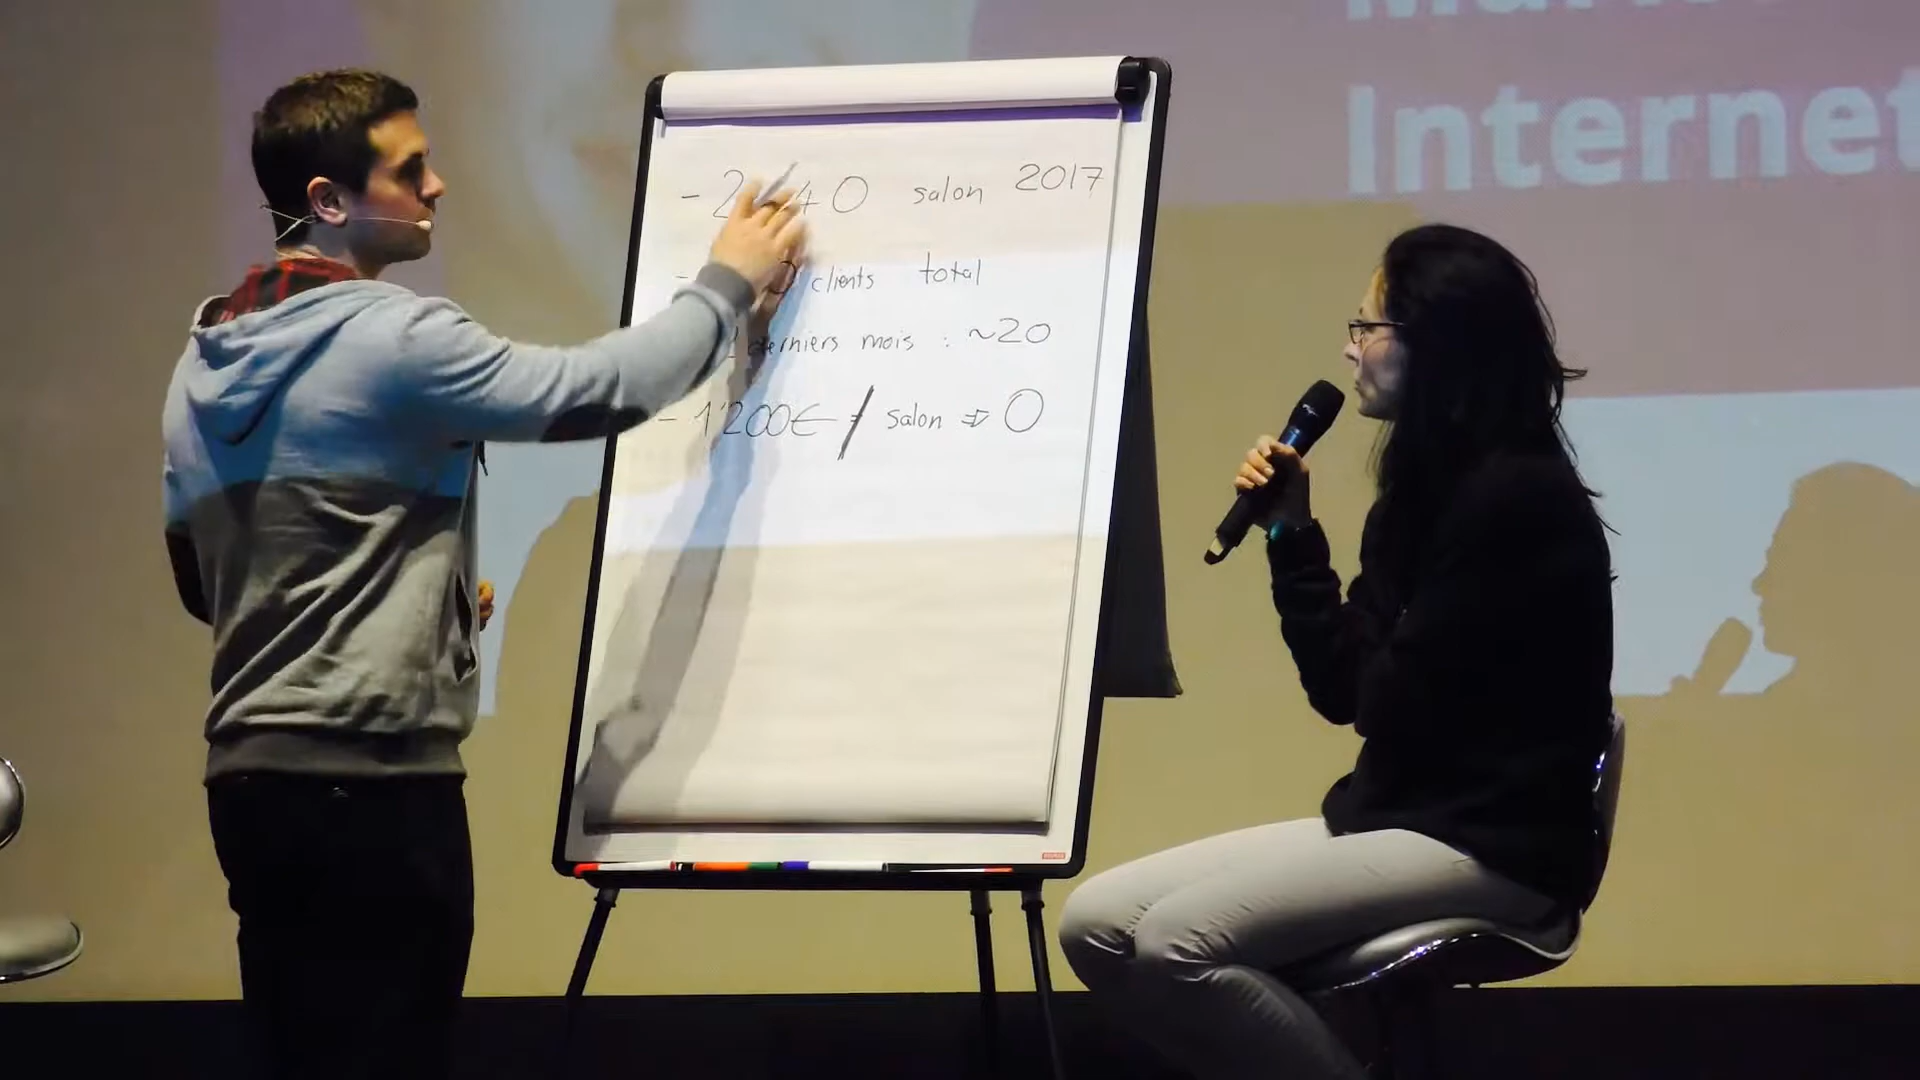 Internet
salon 2017
clients total
derniers mois : ~20
- 1'200€ / salon => 0